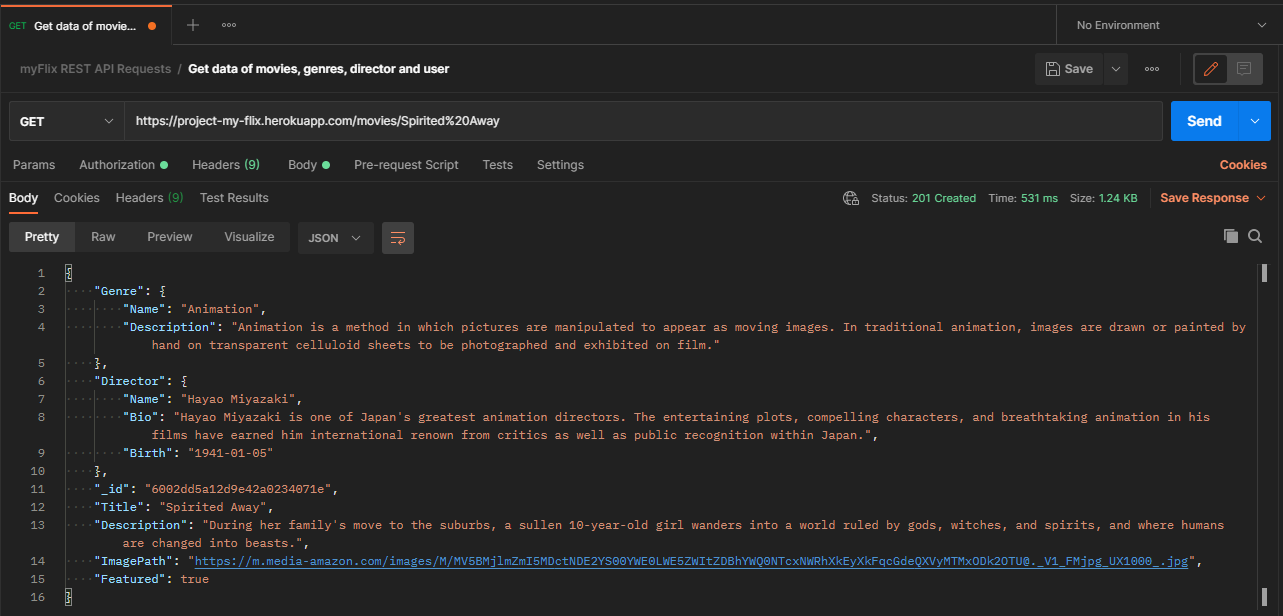 GET Get data of movie...
No Environment
myFlix REST API Requests / Get data of movies, genres, director and user
Save
GET https://project-my-flix.herokuapp.com/movies/Spirited%20Away Send
Params Authorization Headers (9) Body Pre-request Script Tests Settings Cookies
Body Cookies Headers (9) Test Results Status: 201 Created Time: 531 ms Size: 1.24 KB Save Response
Pretty Raw Preview Visualize JSON
1 {
2 "Genre": {
3 "Name": "Animation",
4 "Description": "Animation is a method in which pictures are manipulated to appear as moving images. In traditional animation, images are drawn or painted by
hand on transparent celluloid sheets to be photographed and exhibited on film."
5 },
6 "Director": {
7 "Name": "Hayao Miyazaki",
8 "Bio": "Hayao Miyazaki is one of Japan's greatest animation directors. The entertaining plots, compelling characters, and breathtaking animation in his
films have earned him international renown from critics as well as public recognition within Japan.",
9 "Birth": "1941-01-05"
10 },
11 "_id": "6002dd5a12d9e42a0234071e",
12 "Title": "Spirited Away",
13 "Description": "During her family's move to the suburbs, a sullen 10-year-old girl wanders into a world ruled by gods, witches, and spirits, and where humans
are changed into beasts.",
14 "ImagePath": "https://m.media-amazon.com/images/M/MV5BMjlmZmI5MDctNDE2YS00YWE0LWE5ZWItZDBhYWQ0NTcxNWRhXkEyXkFqcGdeQXVyMTMxODk2OTU@._V1_FMjpg_UX1000_.jpg",
15 "Featured": true
16 }